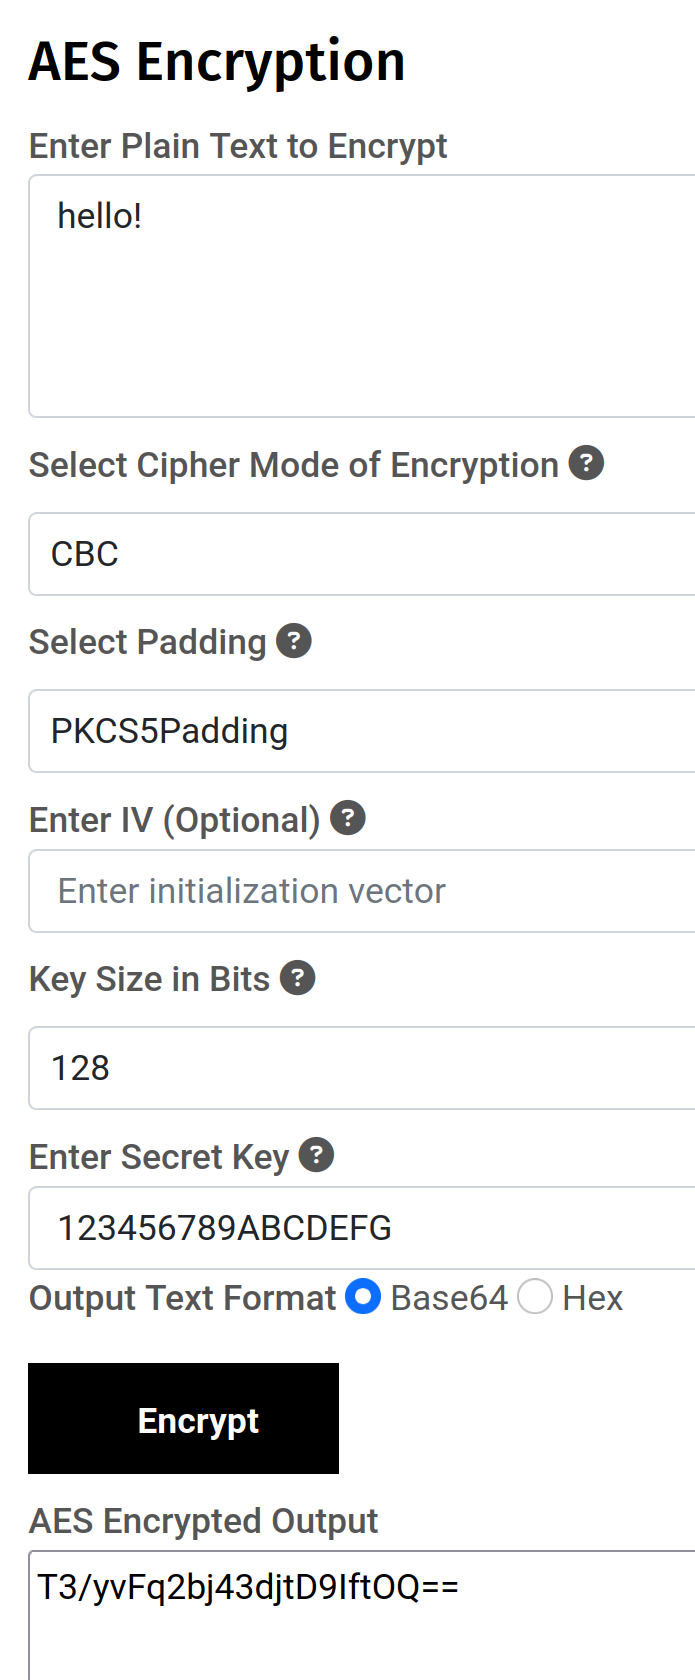 AES Encryption
Enter Plain Text to Encrypt
hello!
Select Cipher Mode of Encryption ?
CBC
Select Padding ?
PKCS5Padding
Enter IV (Optional) ?
Enter initialization vector
Key Size in Bits ?
128
Enter Secret Key ?
123456789ABCDEFG
Output Text Format Base64 Hex
Encrypt
AES Encrypted Output
T3/yvFq2bj43djtD9IftOQ==